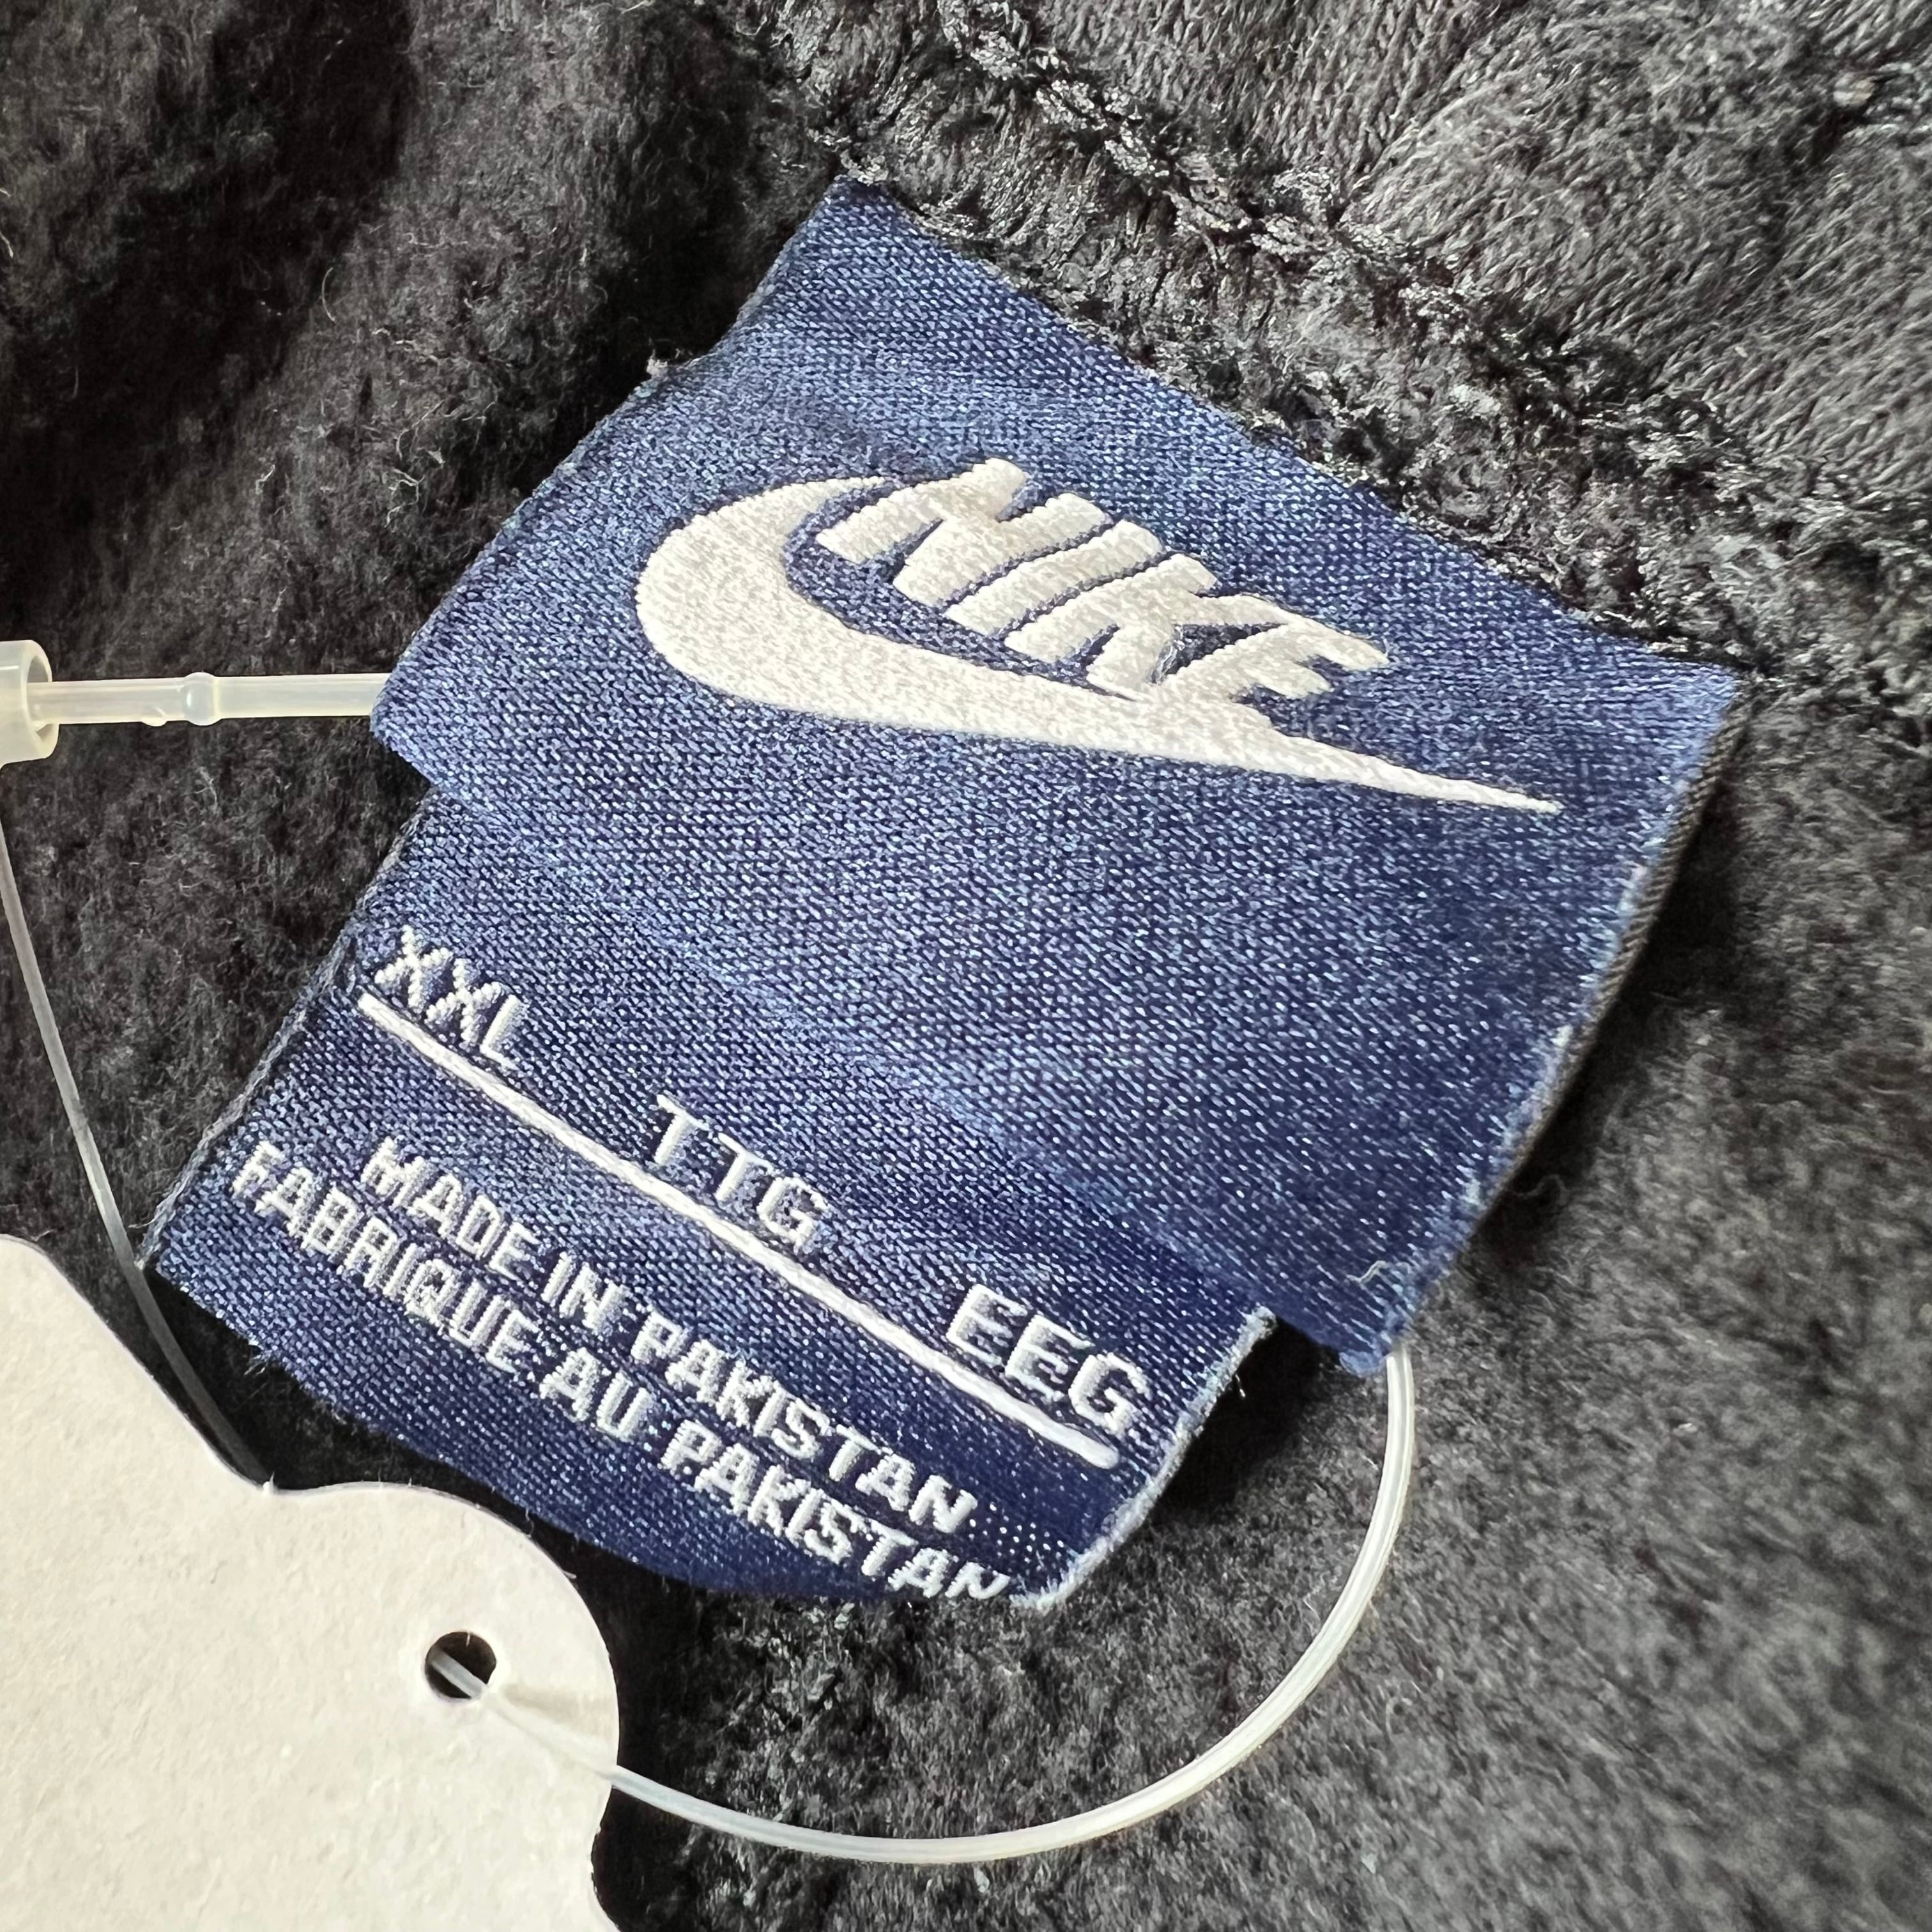 NIKE
XXL TTG EEG
MADE IN PAKISTAN
FABRIQUE AU PAKISTAN